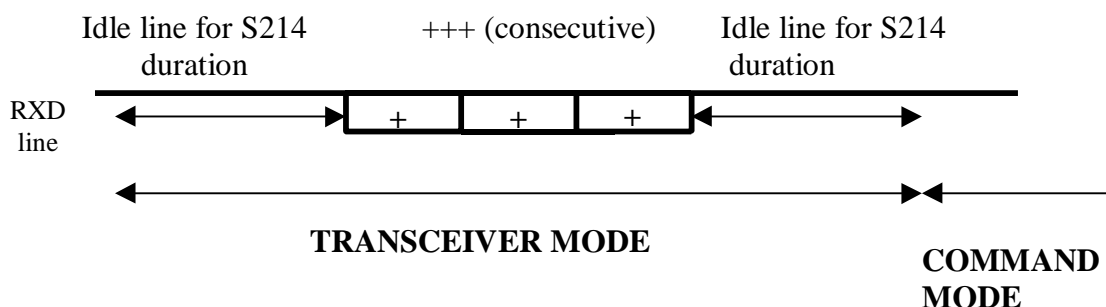 Idle line for S214 duration
+++ (consecutive)
Idle line for S214 duration
RXD line
+ + +
TRANSCEIVER MODE
COMMAND MODE